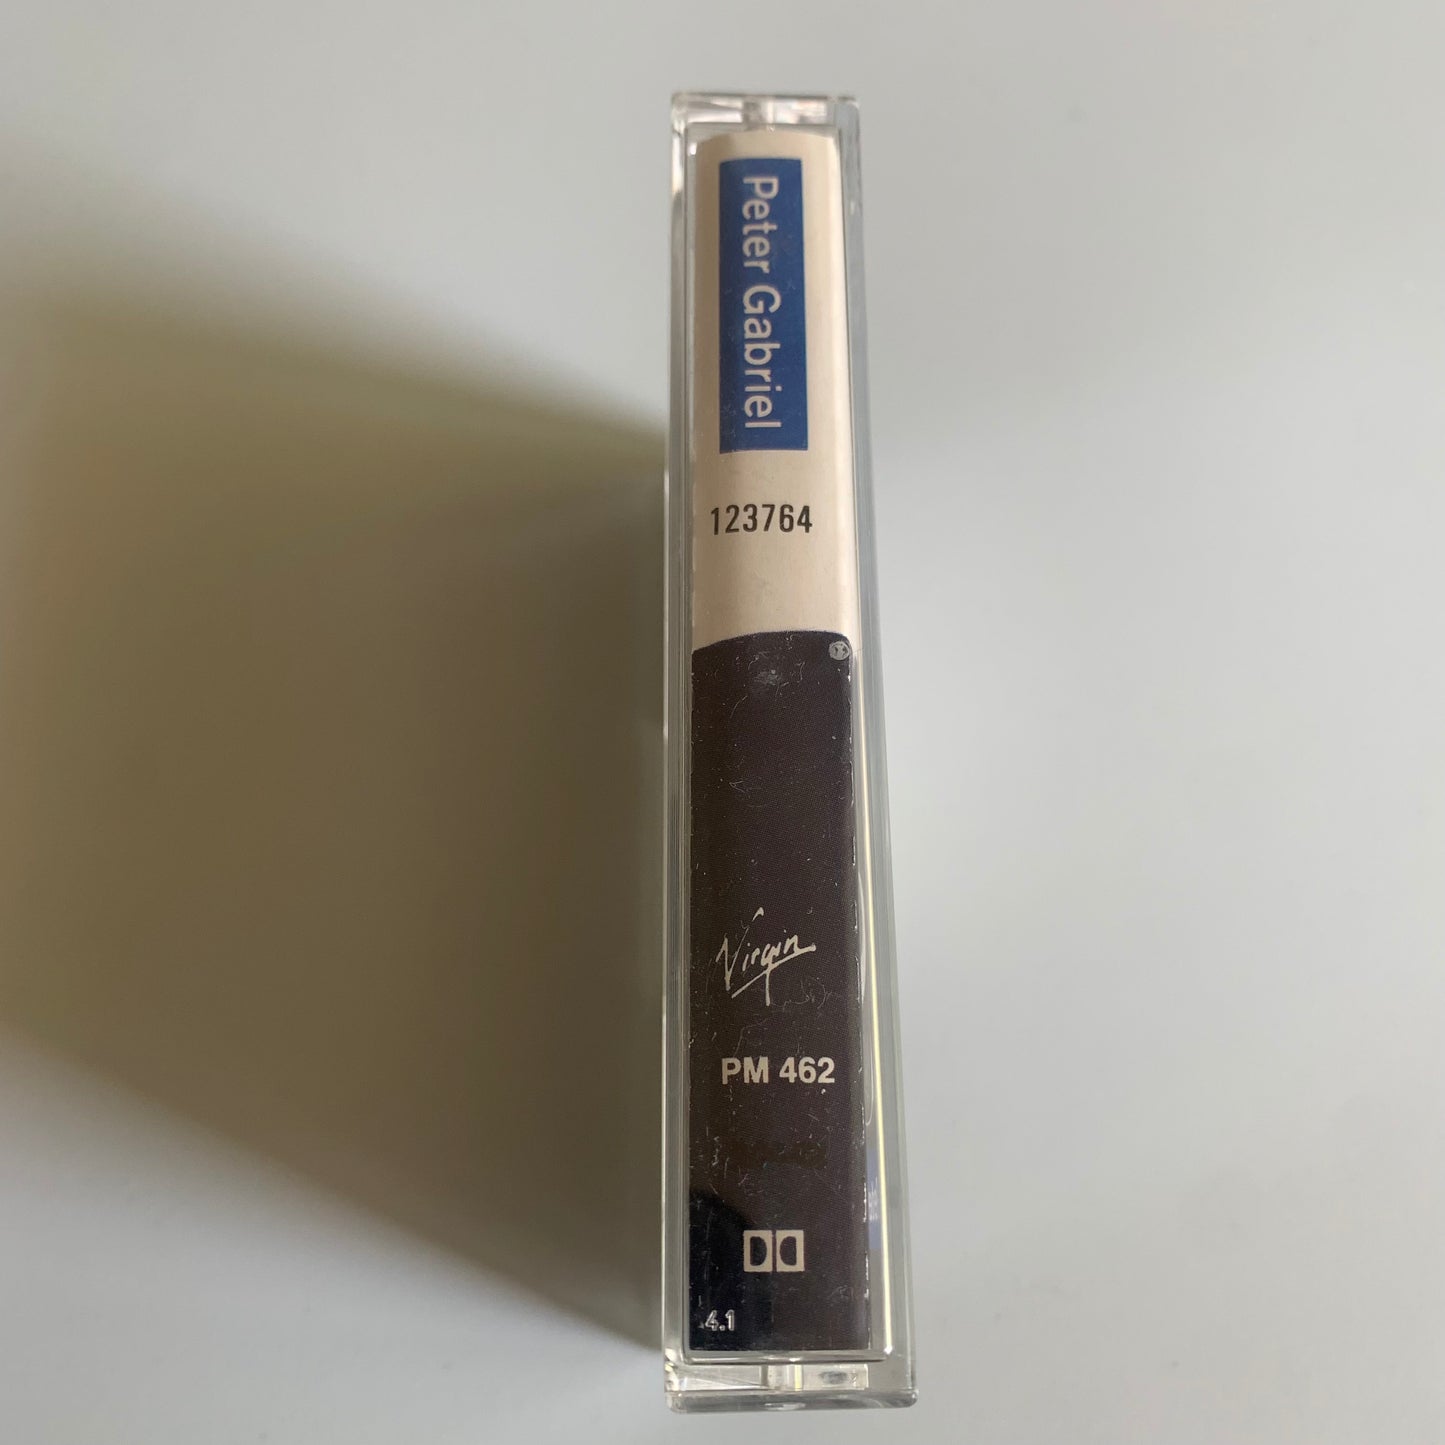 Peter Gabriel
123764
Virgin
PM 462
4.1